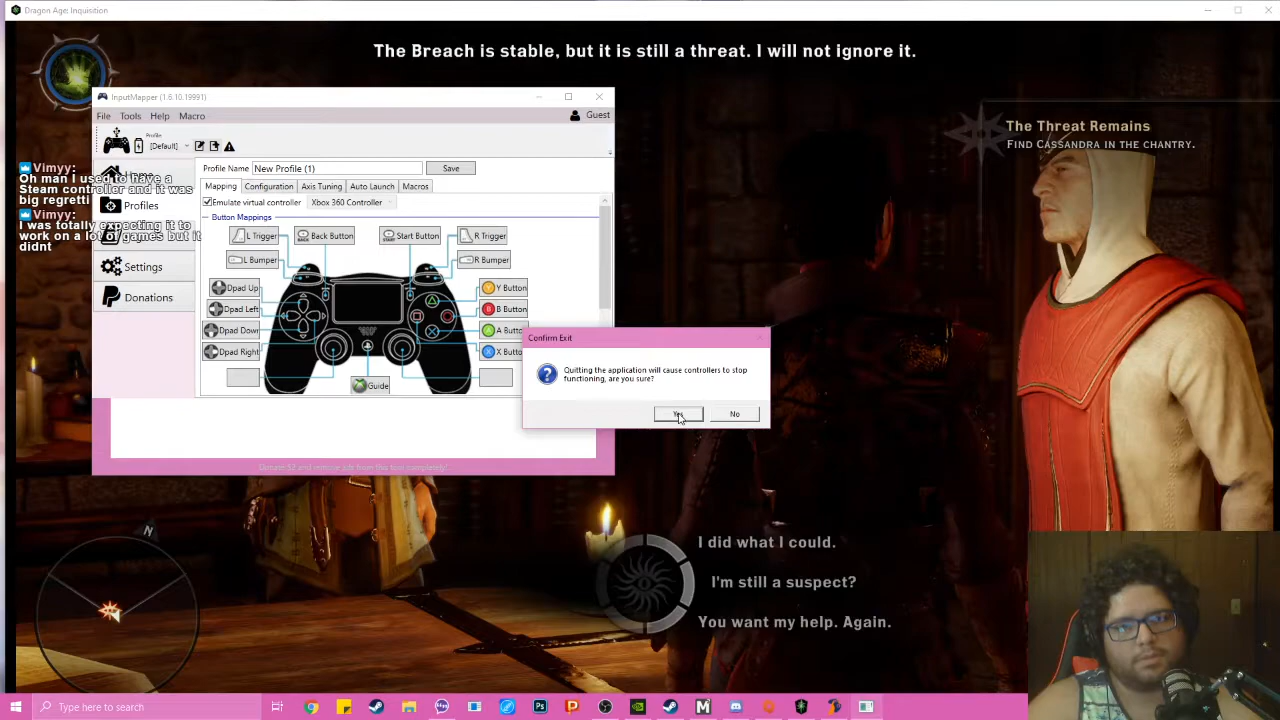 Dragon Age: Inquisition
The Breach is stable, but it is still a threat. I will not ignore it.
InputMapper (1.6.10.19991)
File Tools Help Macro
Guest
Profile
[Default]
The Threat Remains
FIND CASSANDRA IN THE CHANTRY.
Vimyy:
Oh man I used to have a
Steam controller and it was
big regretti
Vimyy:
I was totally expecting it to
work on a lot of games but it
didnt
Profiles
Settings
Donations
Profile Name New Profile (1) Save
Mapping Configuration Axis Tuning Auto Launch Macros
Emulate virtual controller Xbox 360 Controller
Button Mappings
L Trigger Back Button Start Button R Trigger
L Bumper R Bumper
Dpad Up Y Button
Dpad Left B Button
Dpad Down A Butto
Dpad Right X Butto
Guide
Confirm Exit
Quitting the application will cause controllers to stop
functioning, are you sure?
Yes No
I did what I could.
I'm still a suspect?
You want my help. Again.
N
Type here to search